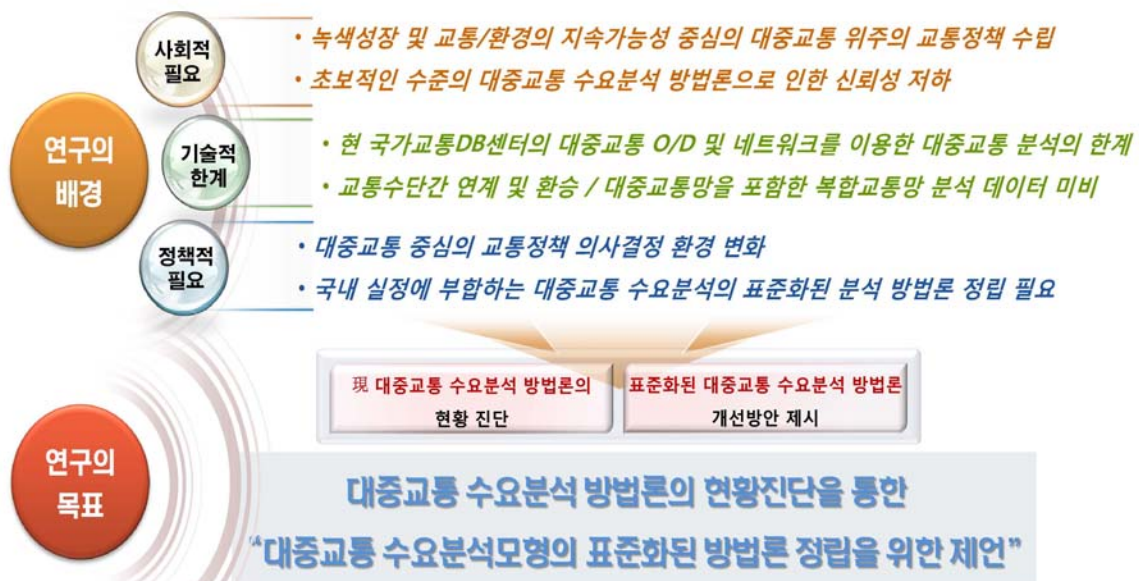 사회적
필요
• 녹색성장 및 교통/환경의 지속가능성 중심의 대중교통 위주의 교통정책 수립
• 초보적인 수준의 대중교통 수요분석 방법론으로 인한 신뢰성 저하
연구의
배경
기술적
한계
• 현 국가교통DB센터의 대중교통 O/D 및 네트워크를 이용한 대중교통 분석의 한계
• 교통수단간 연계 및 환승 / 대중교통망을 포함한 복합교통망 분석 데이터 미비
정책적
필요
• 대중교통 중심의 교통정책 의사결정 환경 변화
• 국내 실정에 부합하는 대중교통 수요분석의 표준화된 분석 방법론 정립 필요
現 대중교통 수요분석 방법론의
현황 진단
표준화된 대중교통 수요분석 방법론
개선방안 제시
연구의
목표
대중교통 수요분석 방법론의 현황진단을 통한
“대중교통 수요분석모형의 표준화된 방법론 정립을 위한 제언”